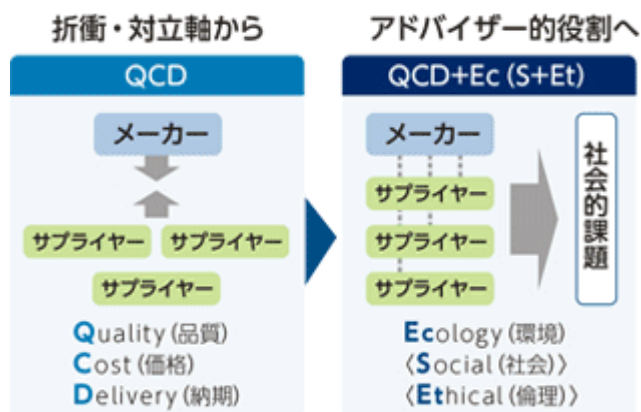 折衝・対立軸から
QCD
メーカー
サプライヤー サプライヤー
サプライヤー
Quality(品質)
Cost(価格)
Delivery(納期)
アドバイザー的役割へ
QCD+Ec(S+Et)
メーカー
サプライヤー
サプライヤー
サプライヤー
社会的課題
Ecology(環境)
〈Social(社会)〉
〈Ethical(倫理)〉